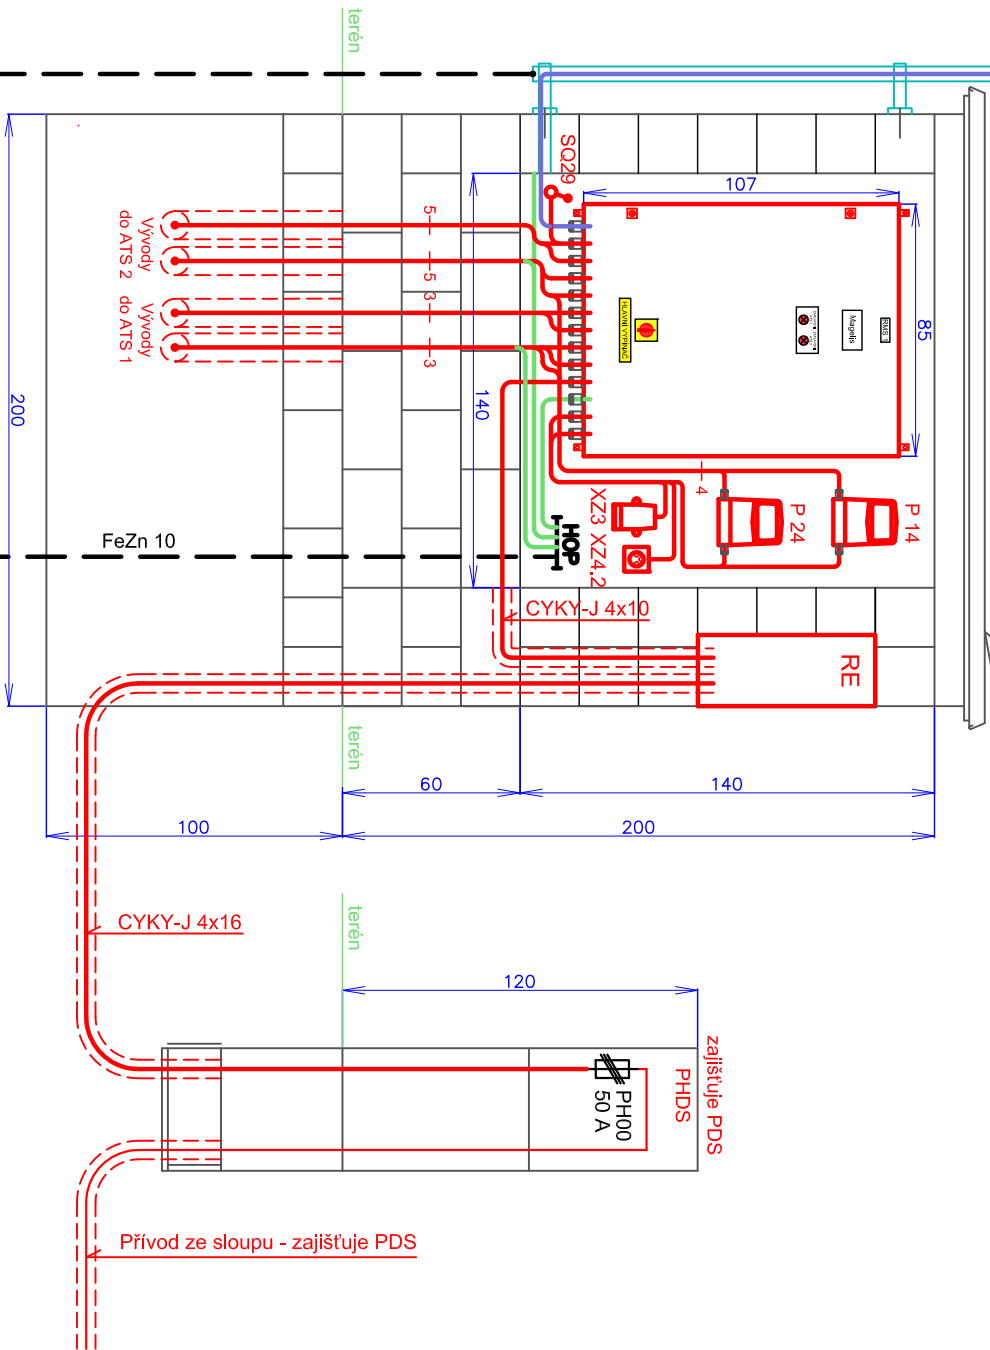 terén
SQ29
107
85
RMS 1
Magelis
HLAVNÍ VYPÍNAČ
5
5
3
3
Vývody
do ATS 2
Vývody
do ATS 1
200
140
4
P 14
P 24
XZ3
XZ4.2
HOP
FeZn 10
CYKY-J 4x10
RE
terén
60
140
100
200
CYKY-J 4x16
terén
120
zajišťuje PDS
PHDS
PH00
50 A
Přívod ze sloupu - zajišťuje PDS